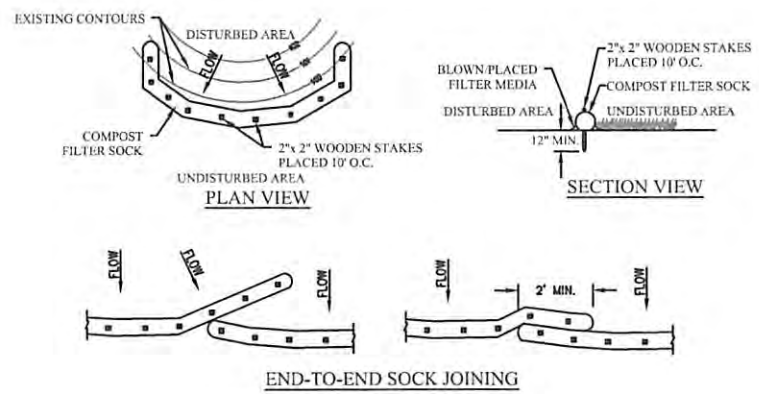 EXISTING CONTOURS
DISTURBED AREA
FLOW
FLOW
COMPOST
FILTER SOCK
2"x 2" WOODEN STAKES
PLACED 10' O.C.
UNDISTURBED AREA
PLAN VIEW
2"x 2" WOODEN STAKES
PLACED 10' O.C.
BLOWN/PLACED
FILTER MEDIA
COMPOST FILTER SOCK
DISTURBED AREA
UNDISTURBED AREA
12" MIN.
SECTION VIEW
FLOW
FLOW
FLOW
FLOW
2' MIN.
FLOW
END-TO-END SOCK JOINING